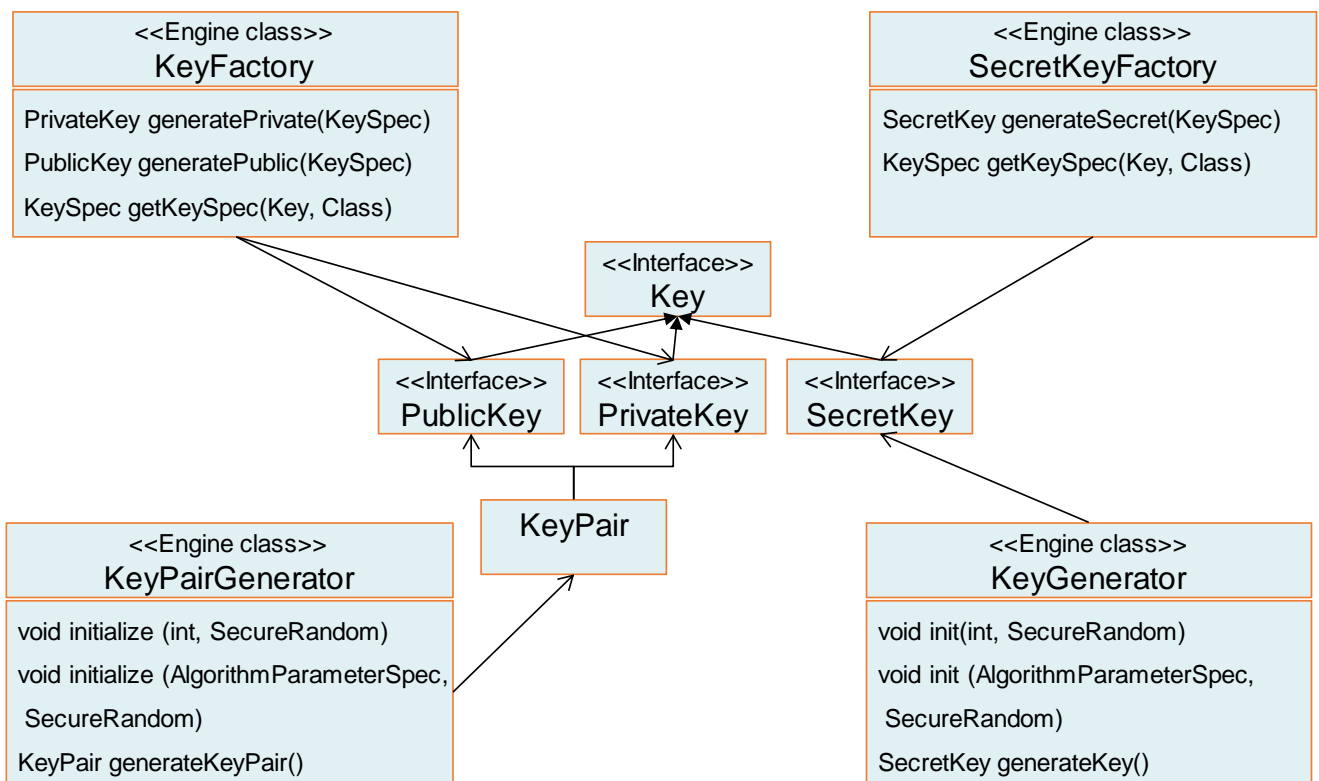 <<Engine class>>
KeyFactory
PrivateKey generatePrivate(KeySpec)
PublicKey generatePublic(KeySpec)
KeySpec getKeySpec(Key, Class)
<<Engine class>>
SecretKeyFactory
SecretKey generateSecret(KeySpec)
KeySpec getKeySpec(Key, Class)
<<Interface>>
Key
<<Interface>>
PublicKey
<<Interface>>
PrivateKey
<<Interface>>
SecretKey
KeyPair
<<Engine class>>
KeyPairGenerator
void initialize (int, SecureRandom)
void initialize (AlgorithmParameterSpec,
SecureRandom)
KeyPair generateKeyPair()
<<Engine class>>
KeyGenerator
void init(int, SecureRandom)
void init (AlgorithmParameterSpec,
SecureRandom)
SecretKey generateKey()